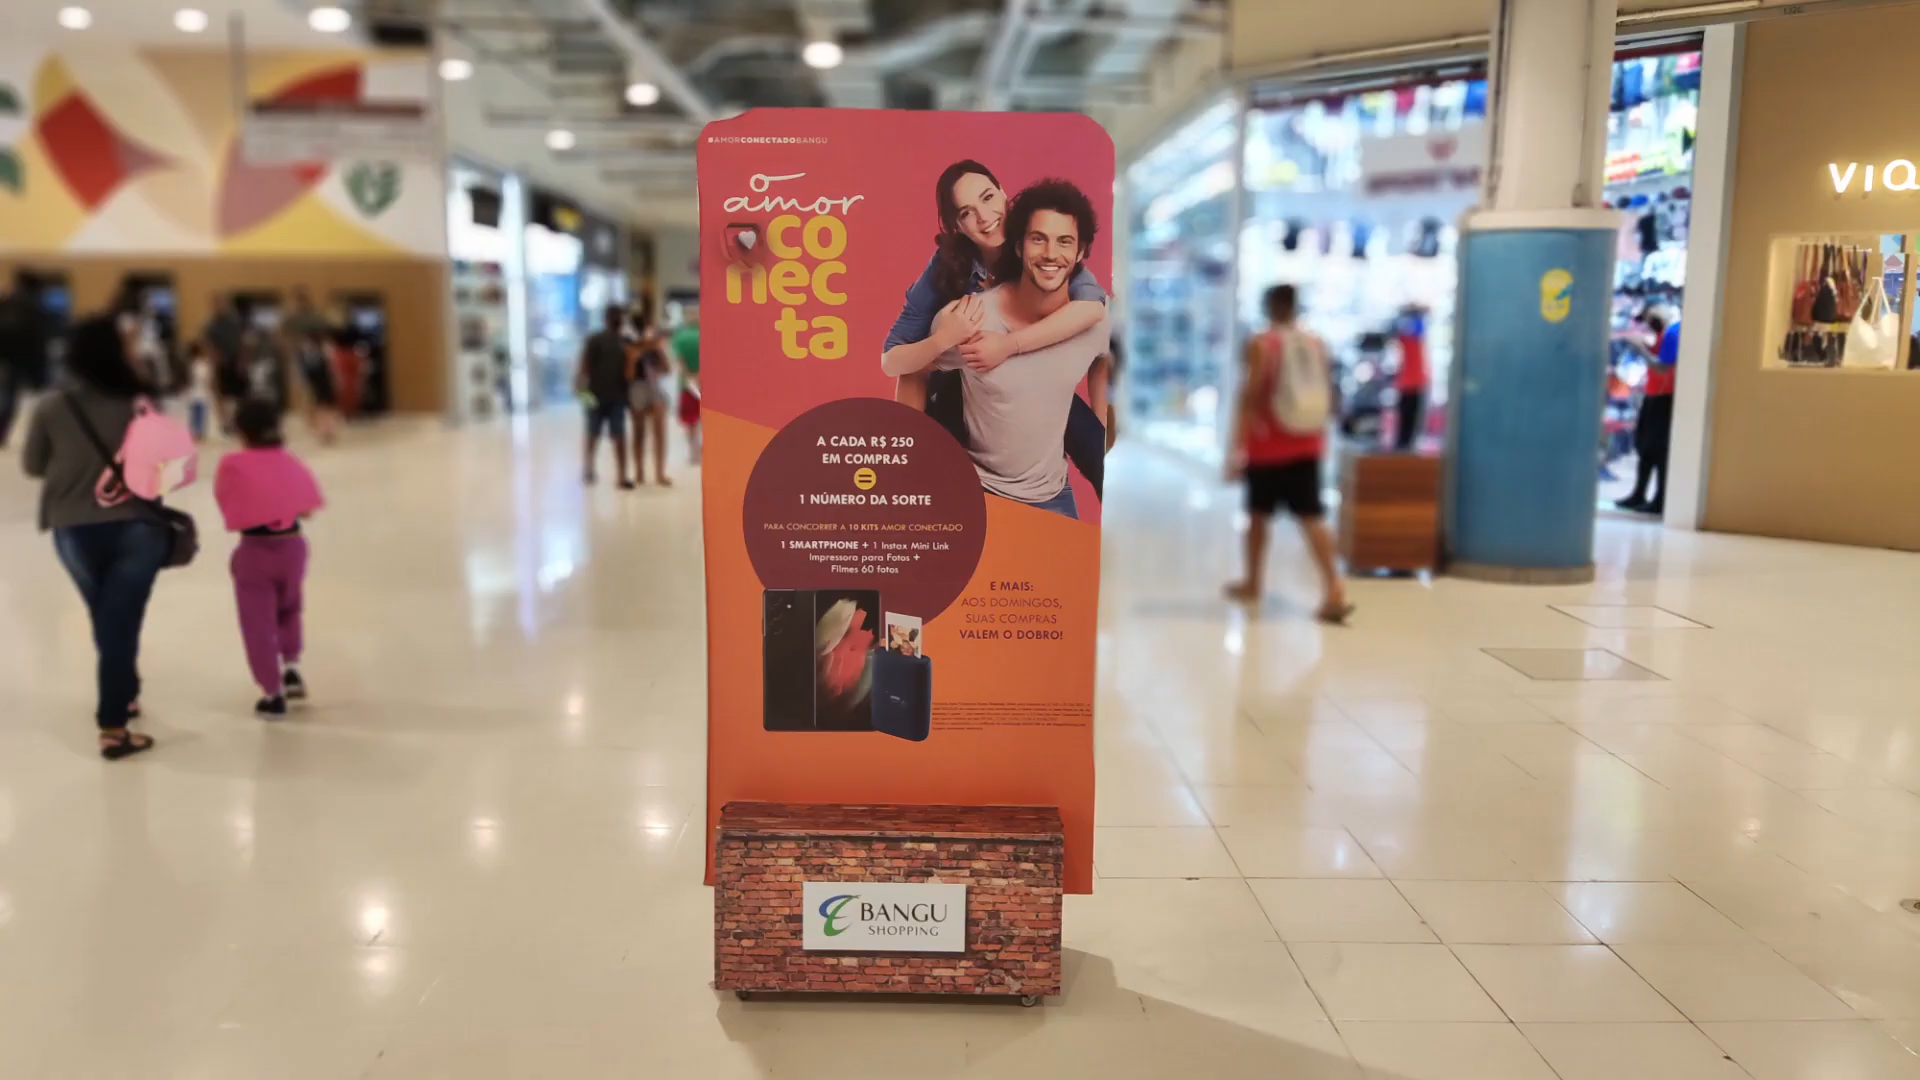 #AMORCONECTADOBANGU
o
amor
co
nec
ta
A CADA R$ 250
EM COMPRAS
=
1 NÚMERO DA SORTE
PARA CONCORRER A 10 KITS AMOR CONECTADO
1 SMARTPHONE + 1 Instax Mini Link
Impressora para Fotos +
Filmes 60 fotos
E MAIS:
AOS DOMINGOS,
SUAS COMPRAS
VALEM O DOBRO!
BANGU
SHOPPING
VIA